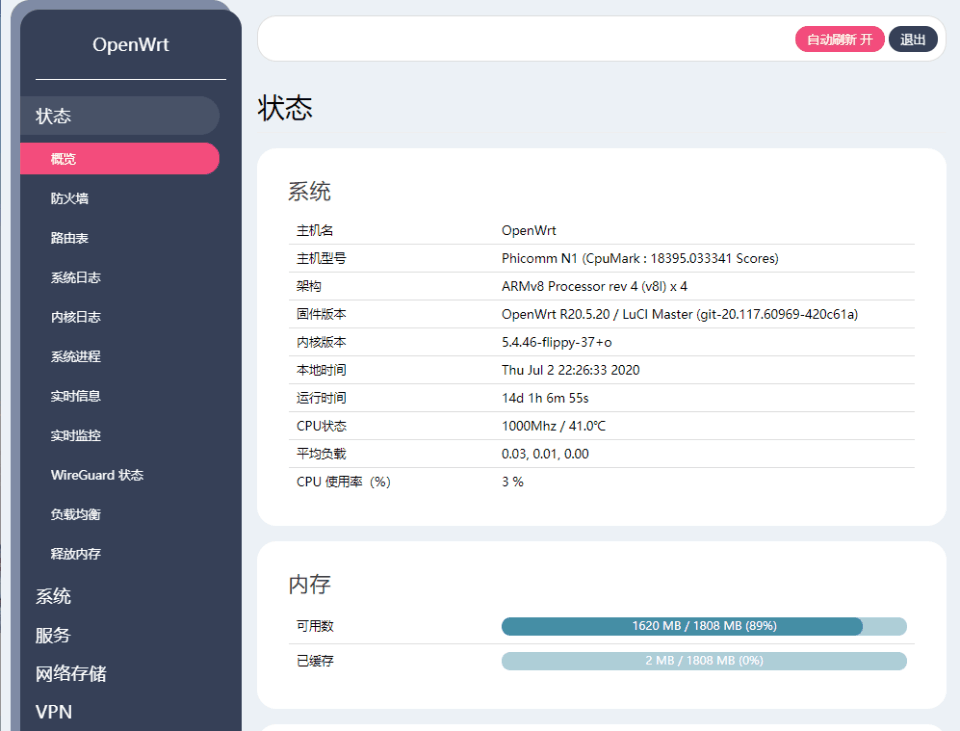 OpenWrt
状态
概览
防火墙
路由表
系统日志
内核日志
系统进程
实时信息
实时监控
WireGuard 状态
负载均衡
释放内存
系统
服务
网络存储
VPN
自动刷新 开 退出
状态
系统
主机名 OpenWrt
主机型号 Phicomm N1 (CpuMark : 18395.033341 Scores)
架构 ARMv8 Processor rev 4 (v8l) x 4
固件版本 OpenWrt R20.5.20 / LuCI Master (git-20.117.60969-420c61a)
内核版本 5.4.46-flippy-37+o
本地时间 Thu Jul 2 22:26:33 2020
运行时间 14d 1h 6m 55s
CPU状态 1000Mhz / 41.0℃
平均负载 0.03, 0.01, 0.00
CPU 使用率（%） 3 %
内存
可用数 1620 MB / 1808 MB (89%)
已缓存 2 MB / 1808 MB (0%)